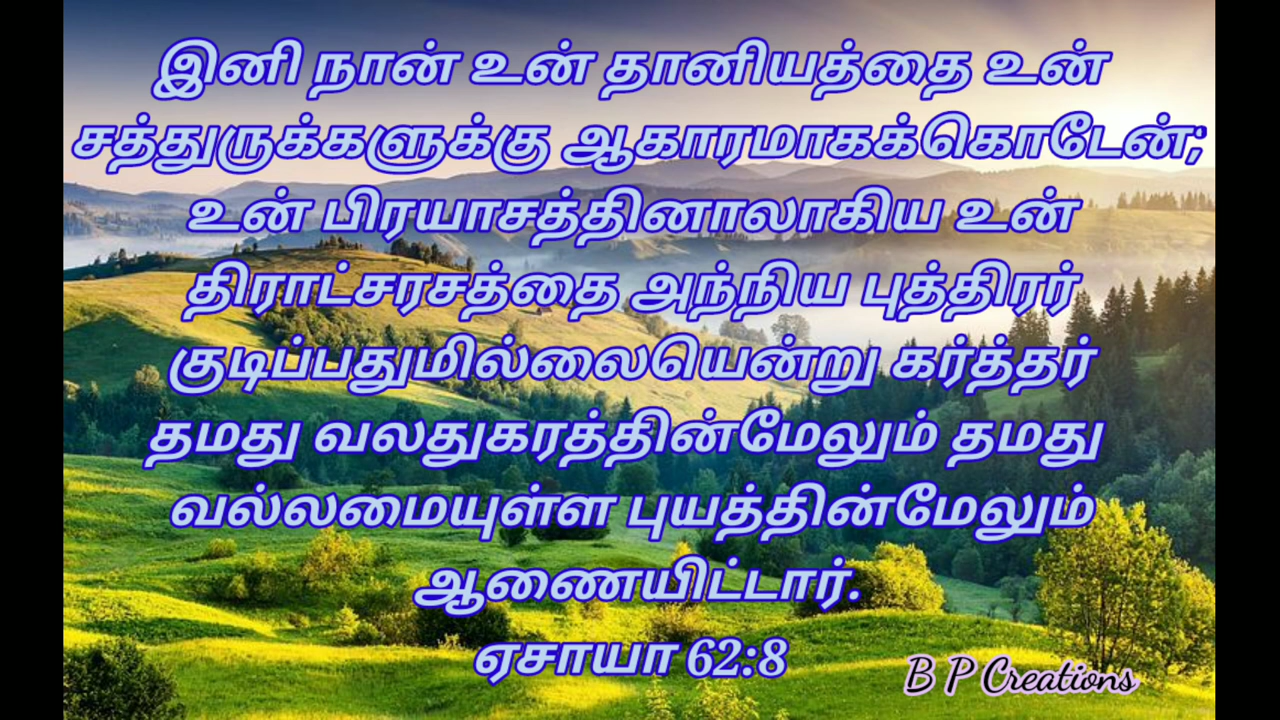 இனி நான் உன் தானியத்தை உன்
சத்துருக்களுக்கு ஆகாரமாகக்கொடேன்;
உன் பிரயாசத்தினாலாகிய உன்
திராட்சரசத்தை அந்நிய புத்திரர்
குடிப்பதுமில்லையென்று கர்த்தர்
தமது வலதுகரத்தின்மேலும் தமது
வல்லமையுள்ள புயத்தின்மேலும்
ஆணையிட்டார்.
ஏசாயா 62:8
B P Creations